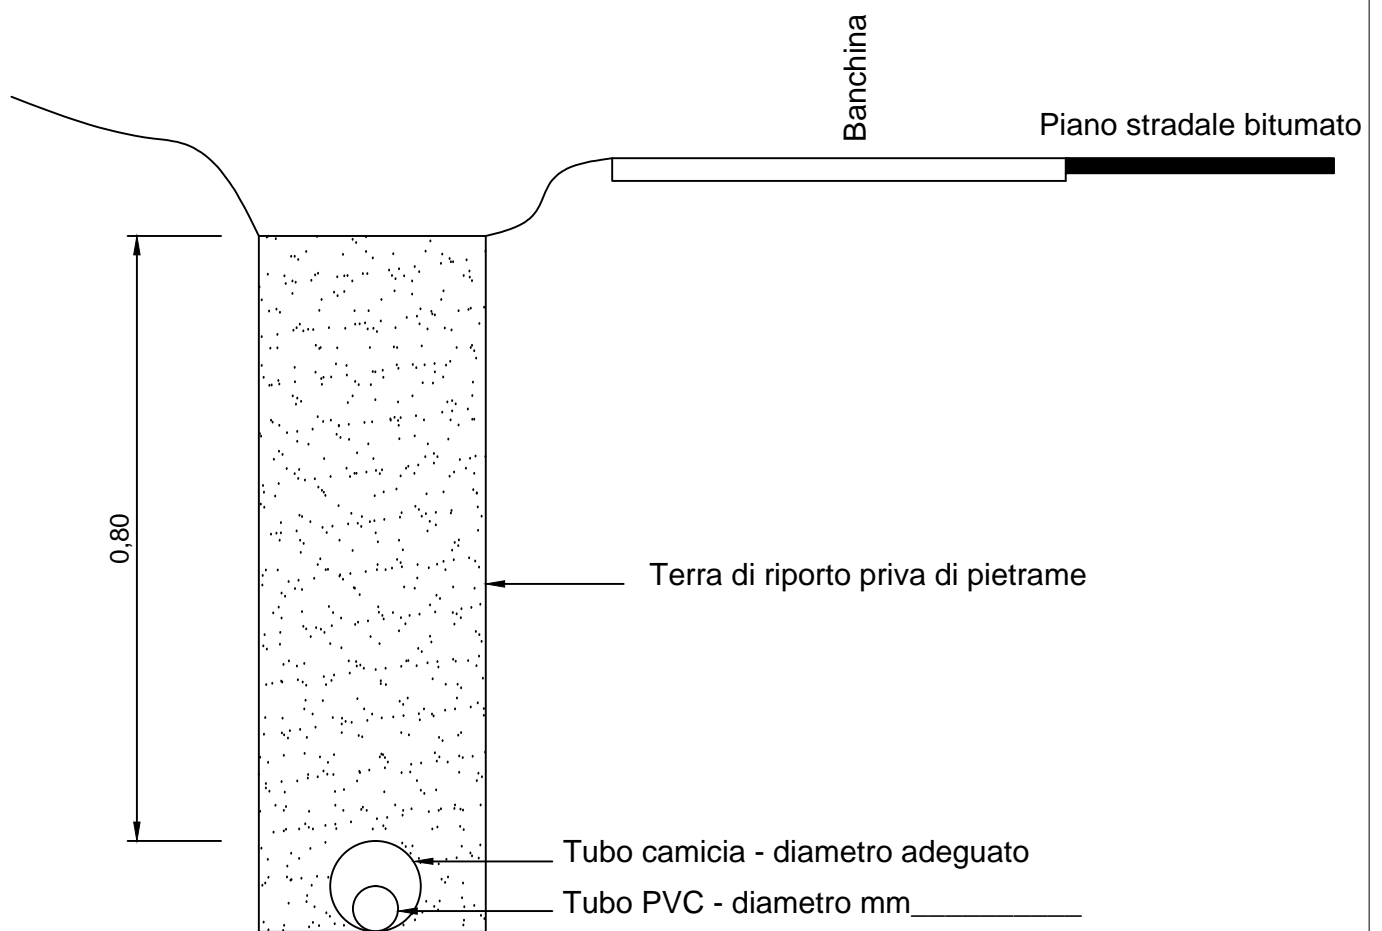 Banchina
Piano stradale bitumato
0,80
Terra di riporto priva di pietrame
Tubo camicia - diametro adeguato
Tubo PVC - diametro mm__________